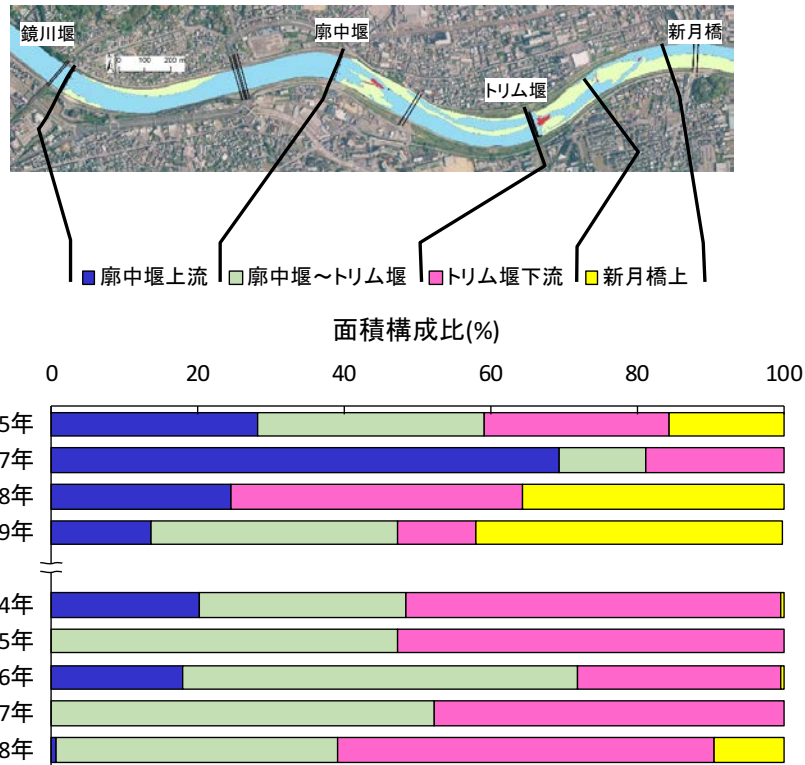 鏡川堰
廓中堰
新月橋
トリム堰
0 100 200 m
廓中堰上流 廓中堰～トリム堰 トリム堰下流 新月橋上
面積構成比(%)
0 20 40 60 80 100
5年
7年
8年
9年
4年
5年
6年
7年
8年